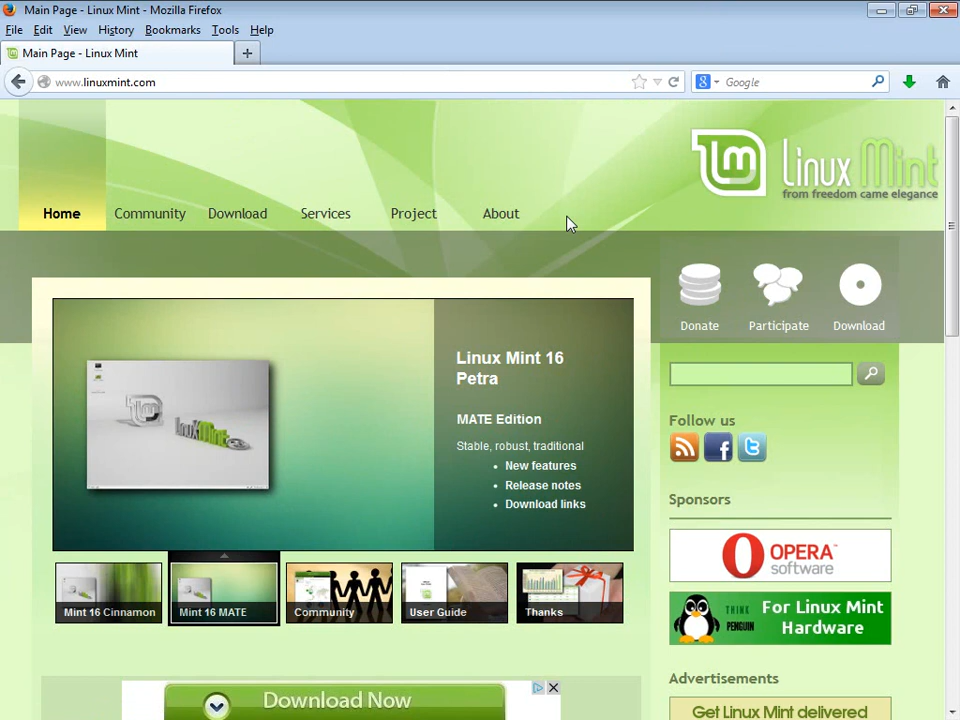 Main Page - Linux Mint - Mozilla Firefox
File Edit View History Bookmarks Tools Help
Main Page - Linux Mint
www.linuxmint.com
Google
Linux Mint
from freedom came elegance
Home Community Download Services Project About
Donate Participate Download
Linux Mint 16
Petra
MATE Edition
Stable, robust, traditional
New features
Release notes
Download links
Follow us
Sponsors
OPERA™
software
THINK
PENGUIN
For Linux Mint
Hardware
Mint 16 Cinnamon
Mint 16 MATE
Community
User Guide
Thanks
Advertisements
Download Now
Get Linux Mint delivered